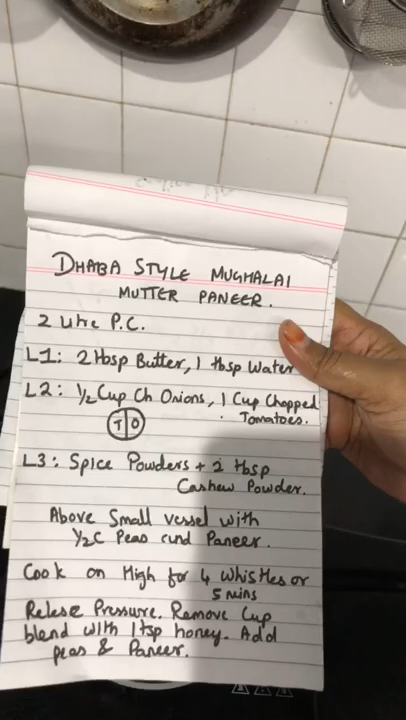 DHABA STYLE MUGHALAI
MUTTER PANEER.
2 Litre P.C.
L1: 2 tbsp Butter, 1 tbsp Water
L2: ½ Cup Ch Onions, 1 Cup Chopped
Tomatoes.
T O
L3: Spice Powders + 2 tbsp
Cashew Powder.
Above Small vessel with
½C Peas and Paneer.
Cook on High for 4 whistles or
5 mins
Relese Pressure. Remove Cup
blend with 1 tsp honey. Add
peas & Paneer.